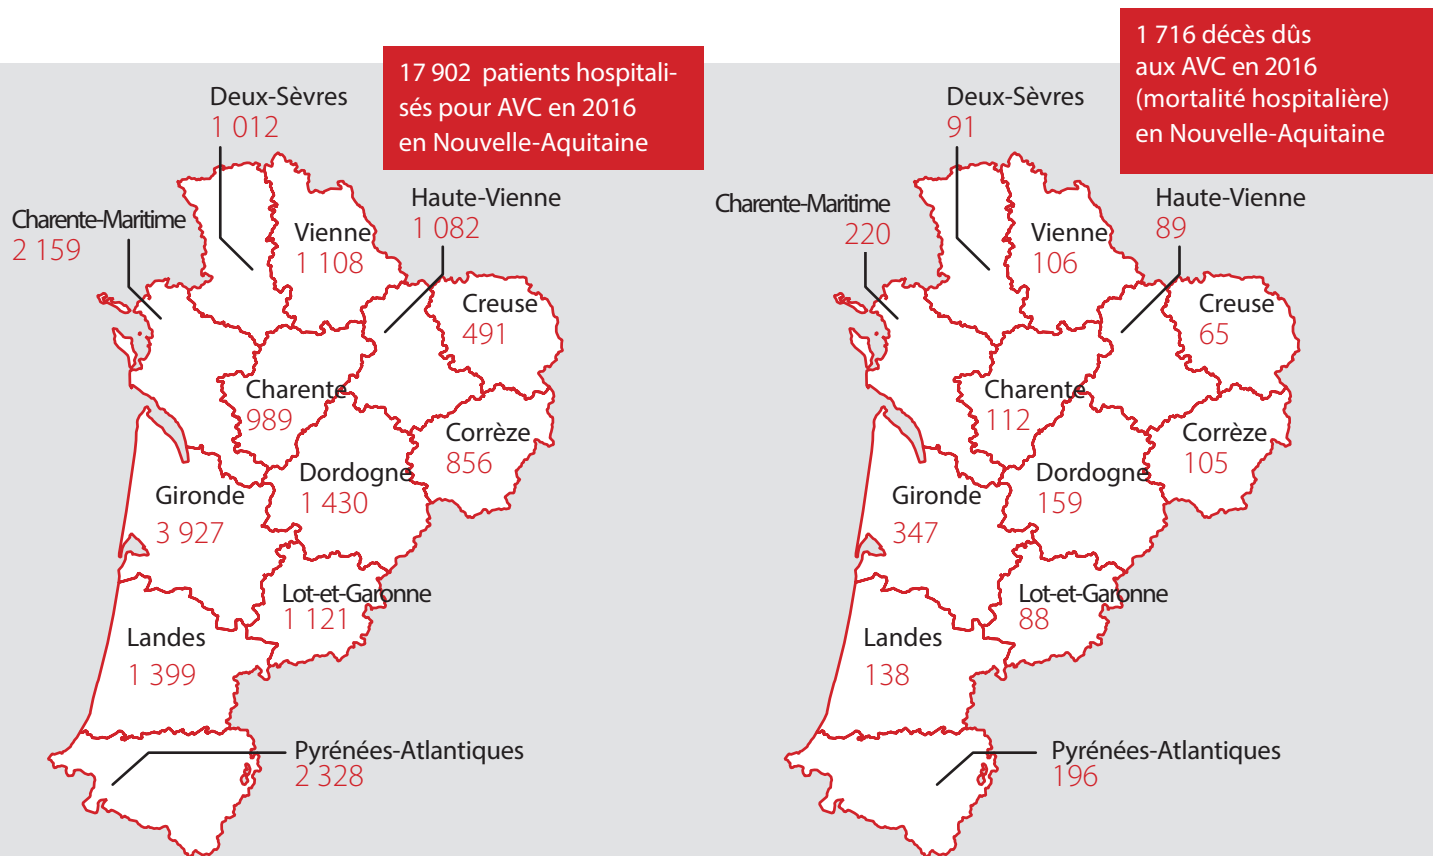 17 902 patients hospitali-
sés pour AVC en 2016
en Nouvelle-Aquitaine
Deux-Sèvres
1 012
Charente-Maritime
2 159
Vienne
1 108
Haute-Vienne
1 082
Creuse
491
Charente
989
Corrèze
856
Dordogne
1 430
Gironde
3 927
Lot-et-Garonne
1 121
Landes
1 399
Pyrénées-Atlantiques
2 328
1 716 décès dûs
aux AVC en 2016
(mortalité hospitalière)
en Nouvelle-Aquitaine
Deux-Sèvres
91
Charente-Maritime
220
Vienne
106
Haute-Vienne
89
Creuse
65
Charente
112
Corrèze
105
Dordogne
159
Gironde
347
Lot-et-Garonne
88
Landes
138
Pyrénées-Atlantiques
196